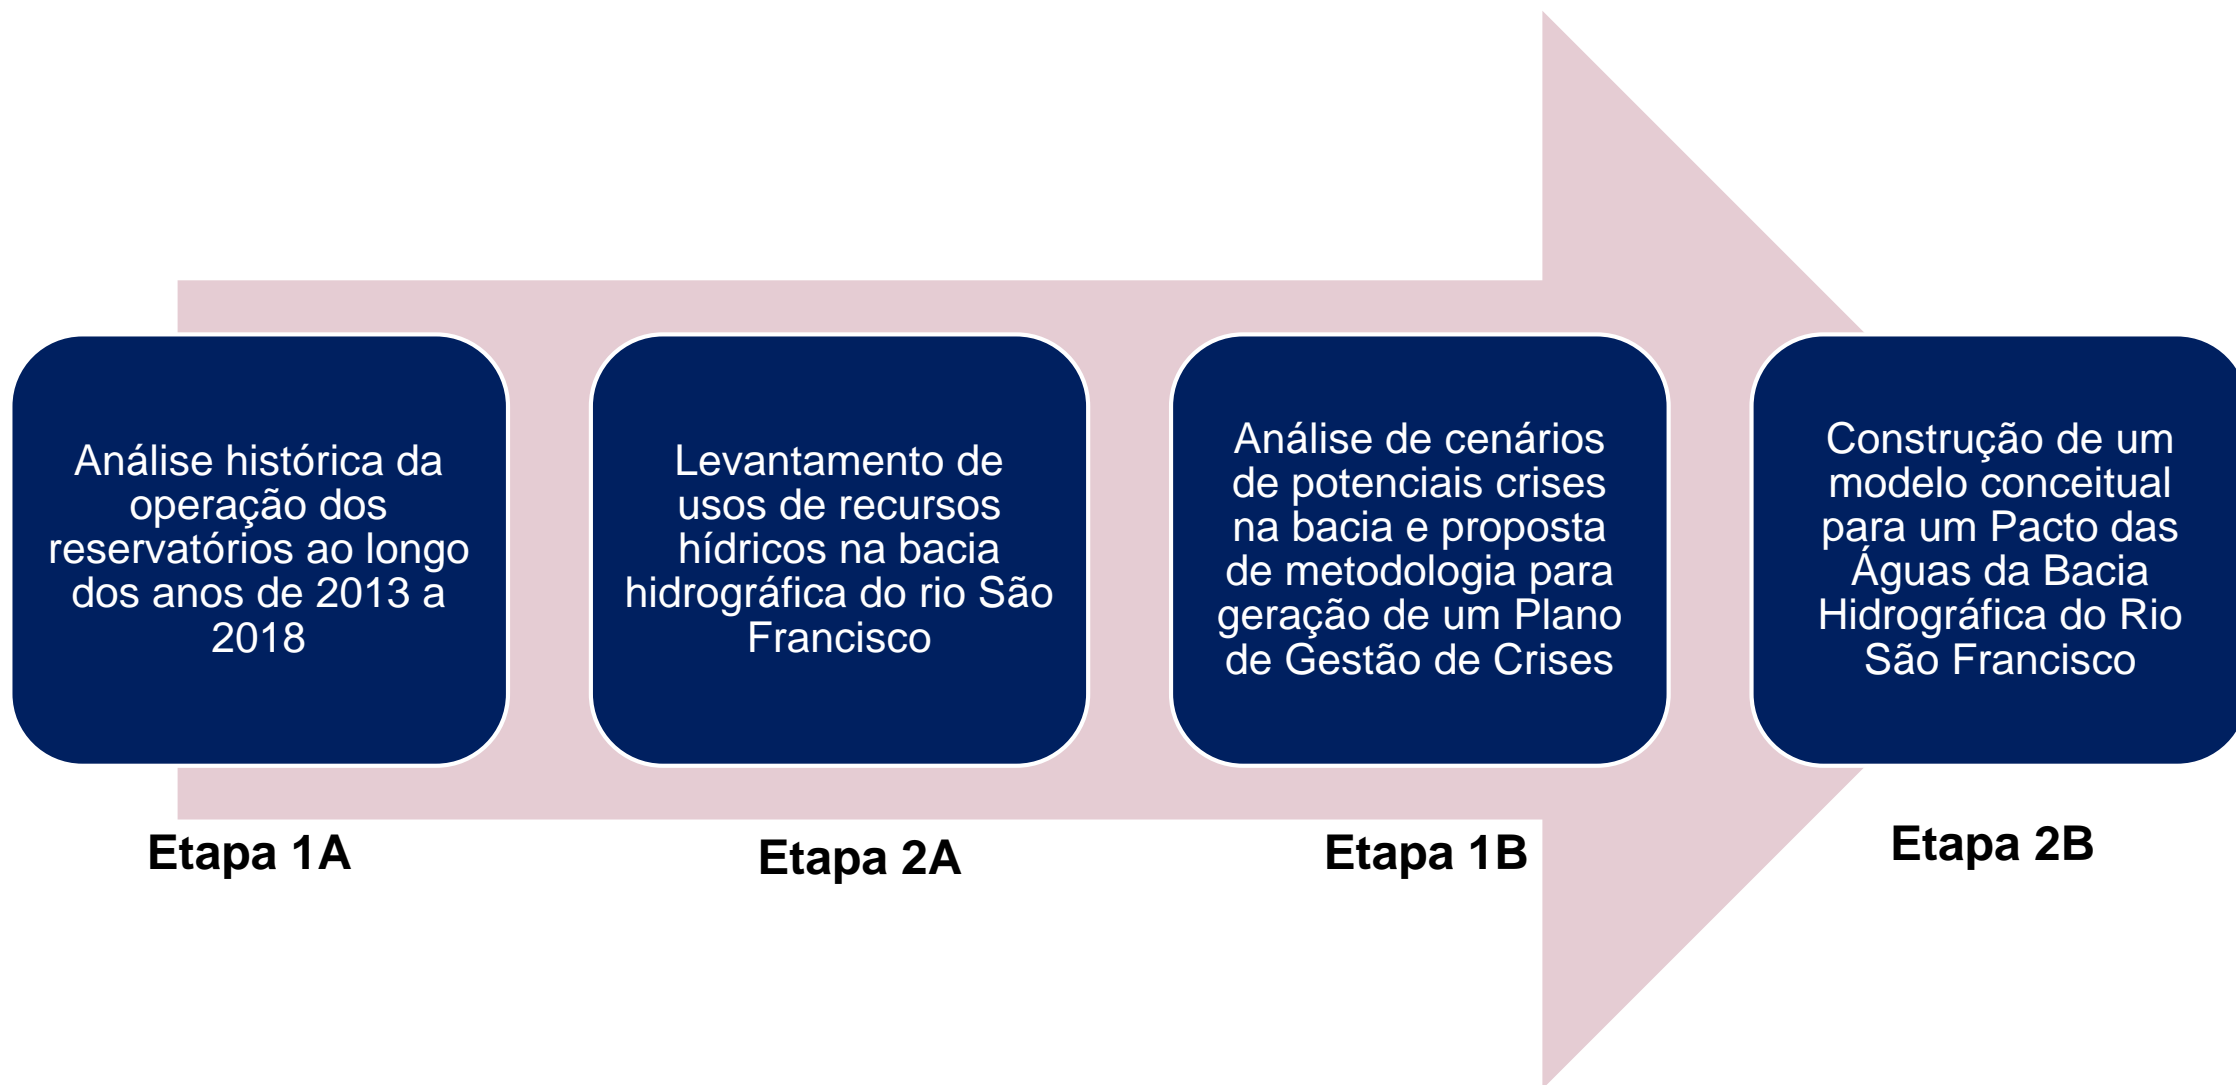 Análise histórica da
operação dos
reservatórios ao longo
dos anos de 2013 a
2018
Etapa 1A
Levantamento de
usos de recursos
hídricos na bacia
hidrográfica do rio São
Francisco
Etapa 2A
Análise de cenários
de potenciais crises
na bacia e proposta
de metodologia para
geração de um Plano
de Gestão de Crises
Etapa 1B
Construção de um
modelo conceitual
para um Pacto das
Águas da Bacia
Hidrográfica do Rio
São Francisco
Etapa 2B